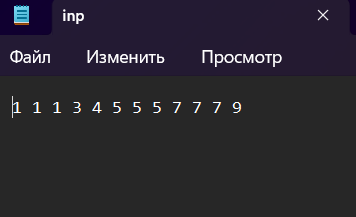 inp
Файл Изменить Просмотр
1 1 1 3 4 5 5 5 7 7 7 9